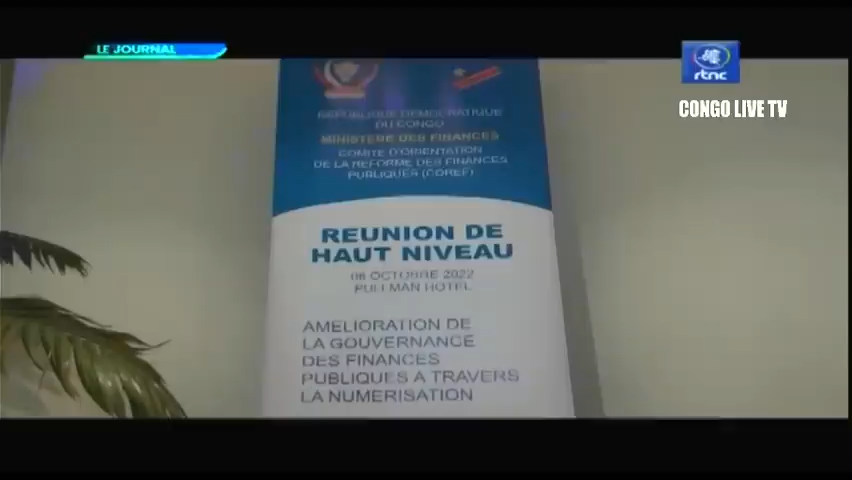 LE JOURNAL
rtnc
CONGO LIVE TV
REPUBLIQUE DEMOCRATIQUE
DU CONGO
MINISTERE DES FINANCES
COMITE D'ORIENTATION
DE LA REFORME DES FINANCES
PUBLIQUES (COREF)
REUNION DE
HAUT NIVEAU
OCTOBRE 2022
PULLMAN HOTEL
AMELIORATION DE
LA GOUVERNANCE
DES FINANCES
PUBLIQUES A TRAVERS
LA NUMERISATION